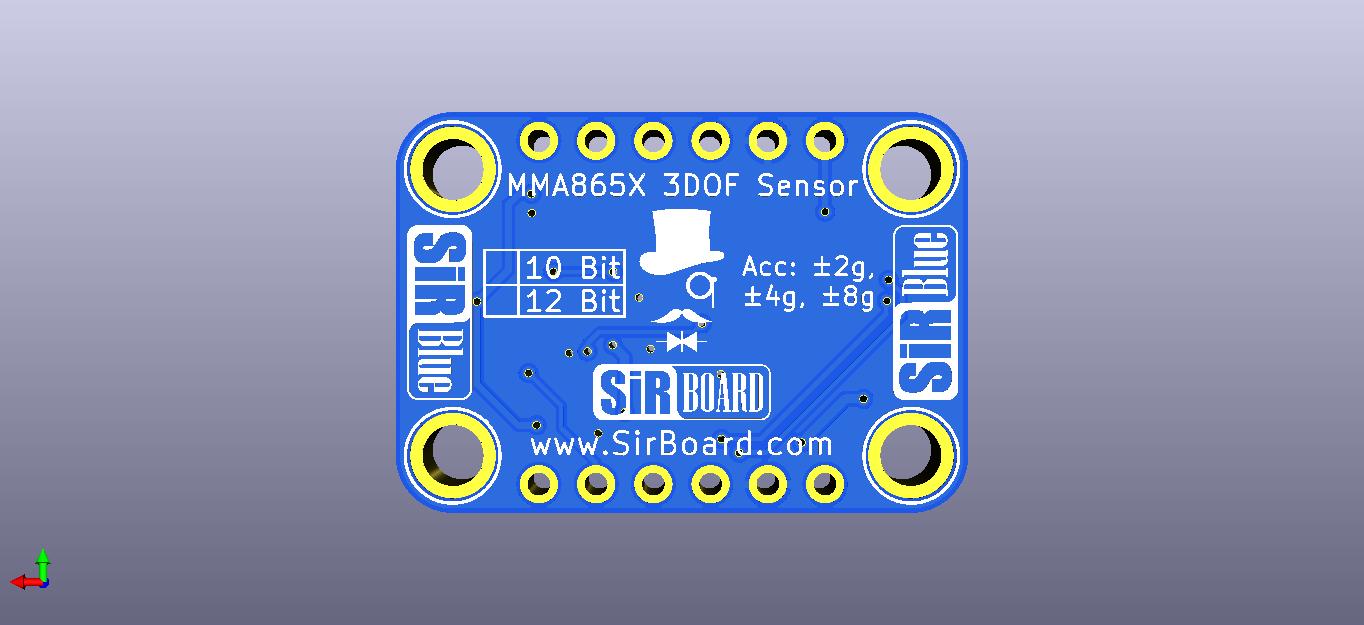 MMA865X 3DOF Sensor
SiR Blue
10 Bit
12 Bit
Acc: ±2g,
±4g, ±8g
SiR Blue
SiR BOARD
www.SirBoard.com